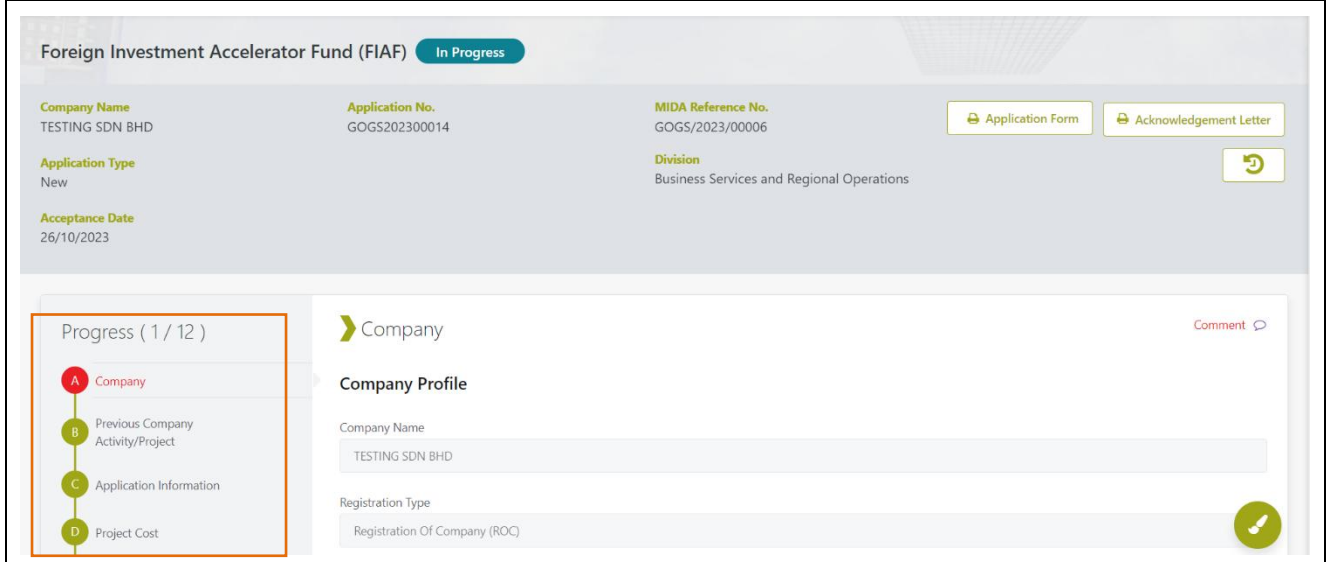 Foreign Investment Accelerator Fund (FIAF) In Progress
Company Name
TESTING SDN BHD
Application No.
GOGS202300014
MIDA Reference No.
GOGS/2023/00006
Application Form
Acknowledgement Letter
Application Type
New
Division
Business Services and Regional Operations
Acceptance Date
26/10/2023
Progress ( 1 / 12 )
A Company
B Previous Company
Activity/Project
C Application Information
D Project Cost
Company
Comment
Company Profile
Company Name
TESTING SDN BHD
Registration Type
Registration Of Company (ROC)